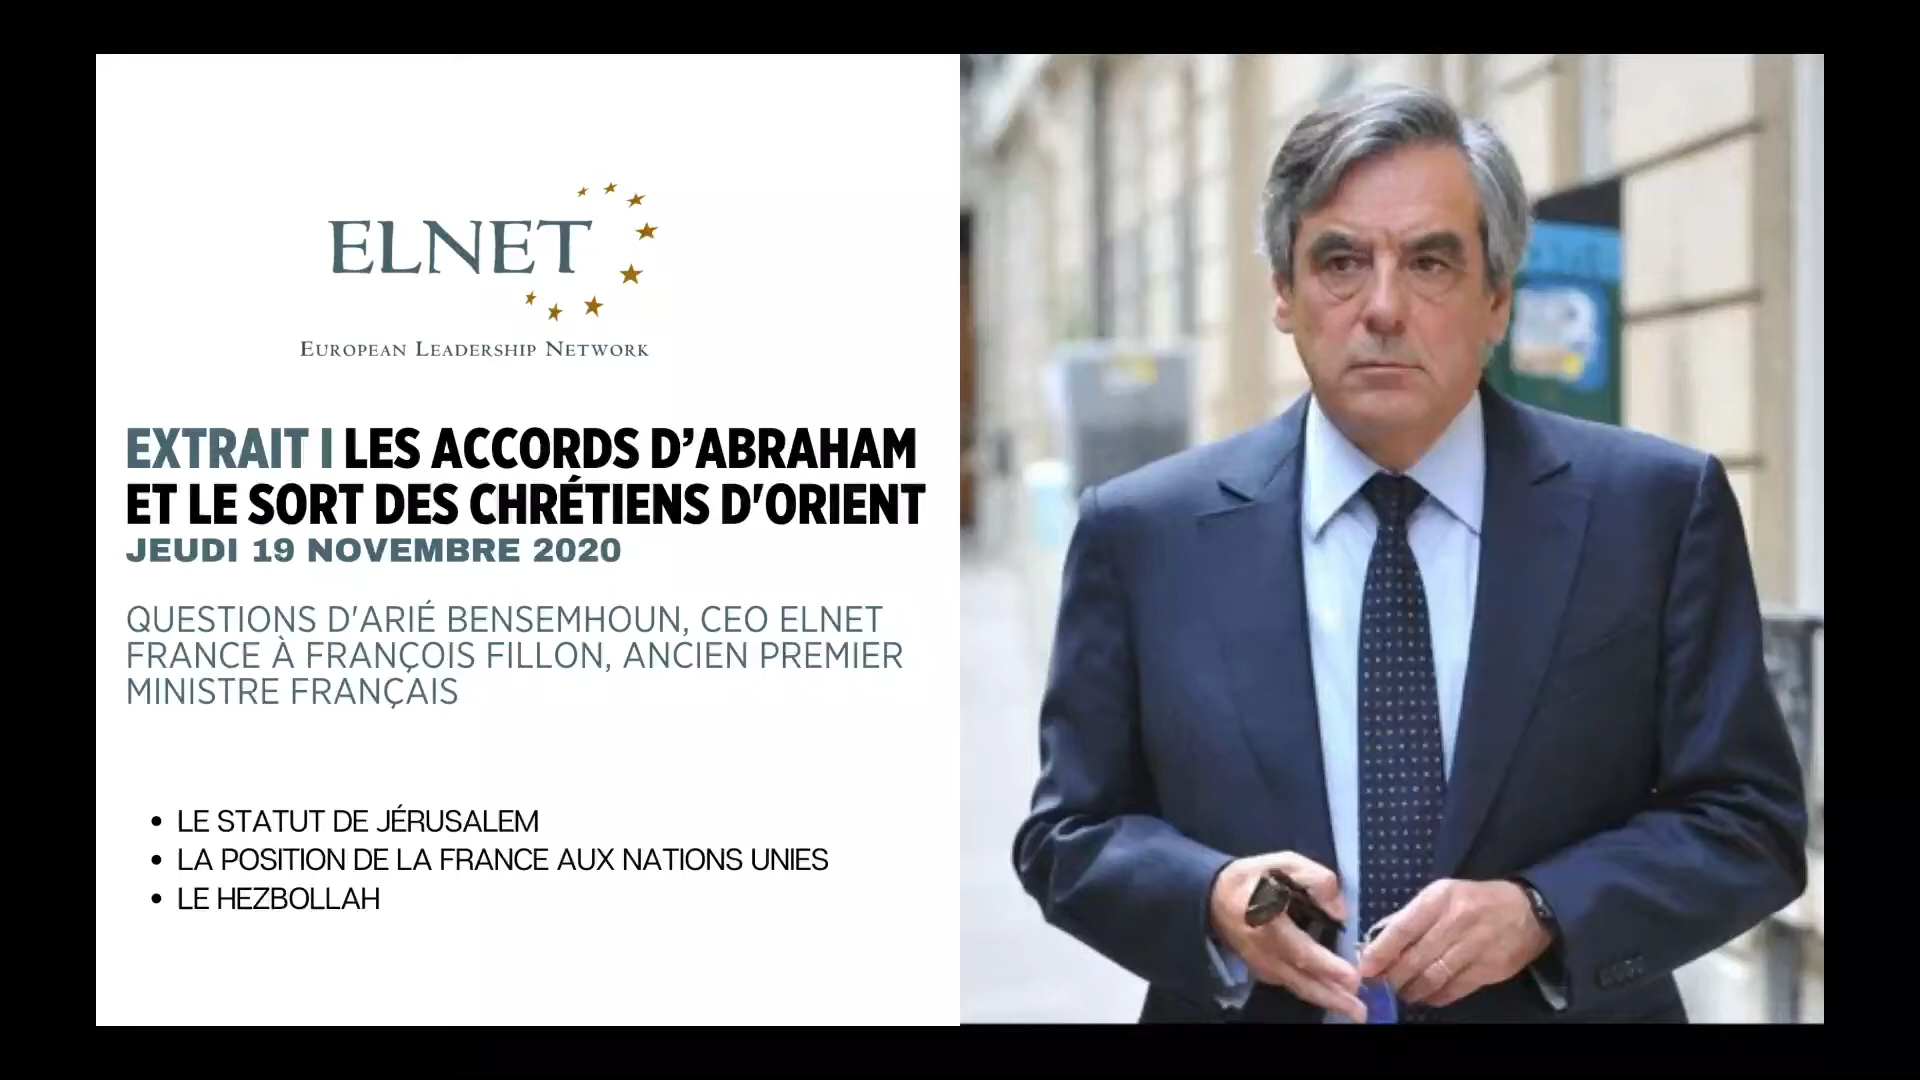 ELNET
EUROPEAN LEADERSHIP NETWORK
EXTRAIT I LES ACCORDS D’ABRAHAM
ET LE SORT DES CHRÉTIENS D'ORIENT
JEUDI 19 NOVEMBRE 2020
QUESTIONS D'ARIÉ BENSEMHOUN, CEO ELNET
FRANCE À FRANÇOIS FILLON, ANCIEN PREMIER
MINISTRE FRANÇAIS
• LE STATUT DE JÉRUSALEM
• LA POSITION DE LA FRANCE AUX NATIONS UNIES
• LE HEZBOLLAH